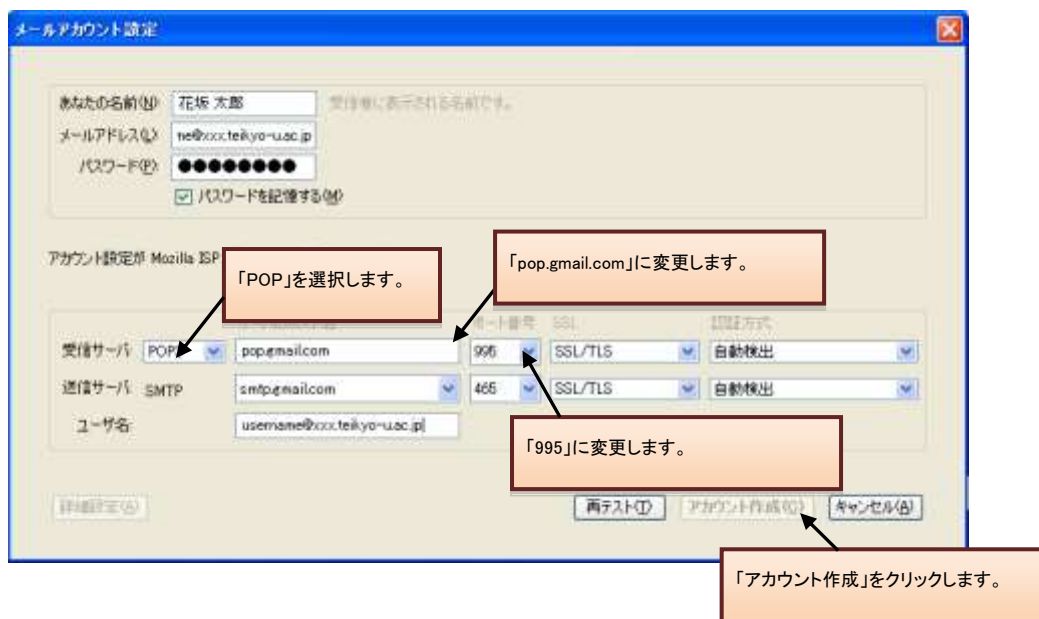 メールアカウント設定
あなたの名前(N): 花坂 太郎 受信者に表示される名前です。
メールアドレス(L): ne@xxx.teikyo-u.ac.jp
パスワード(P): ●●●●●●●●
パスワードを記憶する(M)
アカウント設定が Mozilla ISP
「POP」を選択します。
「pop.gmail.com」に変更します。
ポート番号 SSL 認証方式
受信サーバ: POP pop.gmail.com 995 SSL/TLS 自動検出
送信サーバ: SMTP smtp.gmail.com 465 SSL/TLS 自動検出
ユーザ名: username@xxx.teikyo-u.ac.jp
「995」に変更します。
詳細設定(A) 再テスト(T) アカウント作成(C) キャンセル(A)
「アカウント作成」をクリックします。